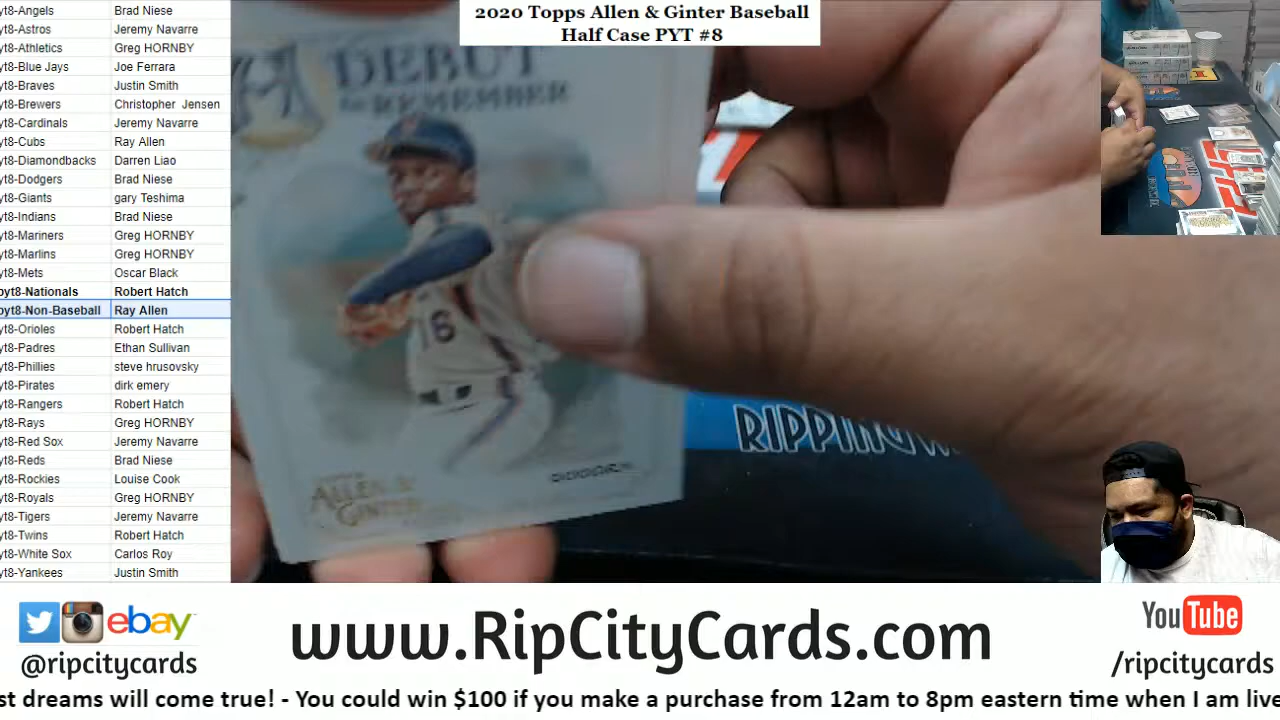 2020 Topps Allen & Ginter Baseball
Half Case PYT #8
yt8-Angels Brad Niese
yt8-Astros Jeremy Navarre
yt8-Athletics Greg HORNBY
yt8-Blue Jays Joe Ferrara
yt8-Braves Justin Smith
yt8-Brewers Christopher Jensen
yt8-Cardinals Jeremy Navarre
yt8-Cubs Ray Allen
yt8-Diamondbacks Darren Liao
yt8-Dodgers Brad Niese
yt8-Giants gary Teshima
yt8-Indians Brad Niese
yt8-Mariners Greg HORNBY
yt8-Marlins Greg HORNBY
yt8-Mets Oscar Black
pyt8-Nationals Robert Hatch
pyt8-Non-Baseball Ray Allen
yt8-Orioles Robert Hatch
yt8-Padres Ethan Sullivan
yt8-Phillies steve hrusovsky
yt8-Pirates dirk emery
yt8-Rangers Robert Hatch
yt8-Rays Greg HORNBY
yt8-Red Sox Jeremy Navarre
yt8-Reds Brad Niese
yt8-Rockies Louise Cook
yt8-Royals Greg HORNBY
yt8-Tigers Jeremy Navarre
yt8-Twins Robert Hatch
yt8-White Sox Carlos Roy
yt8-Yankees Justin Smith
A DEBUT
to REMEMBER
16
ALLEN &
GINTER
GOODEN
RIPPING
ebay
@ripcitycards
www.RipCityCards.com
YouTube
/ripcitycards
st dreams will come true! - You could win $100 if you make a purchase from 12am to 8pm eastern time when I am live